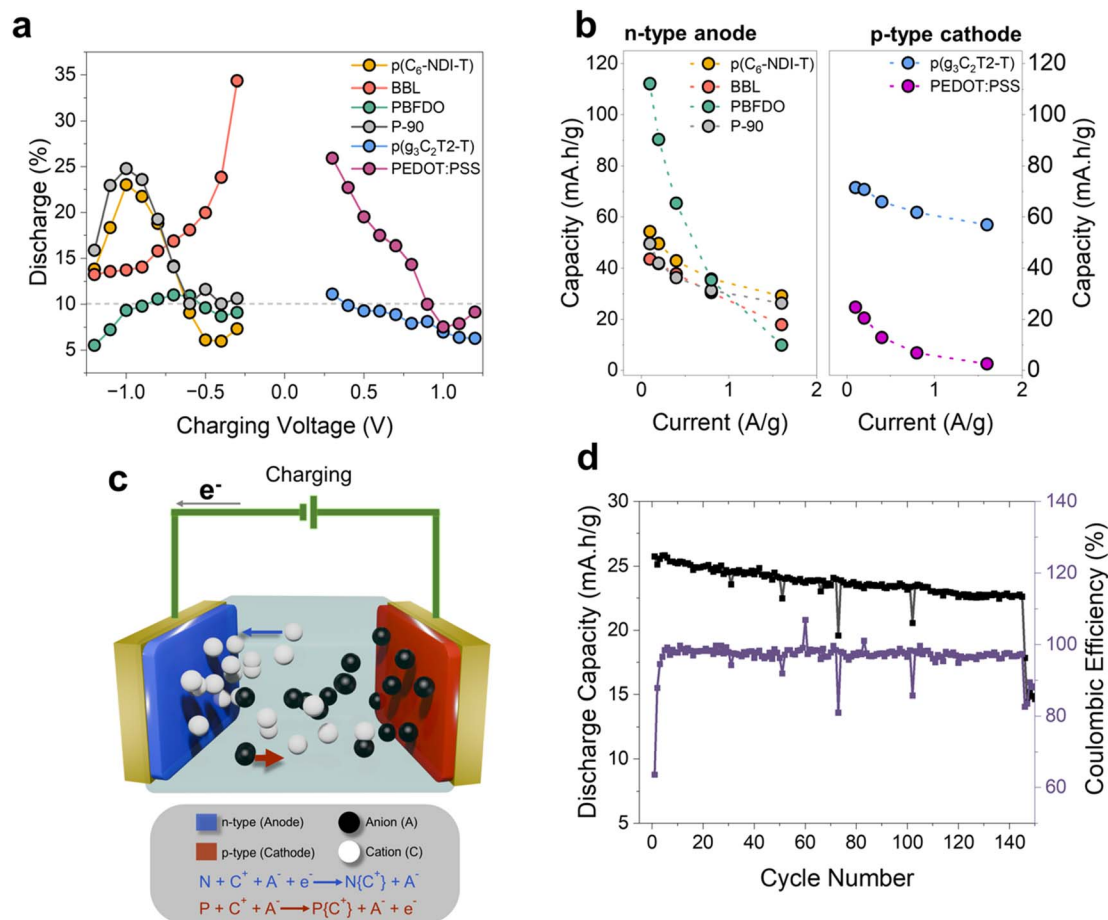 a
35
30
25
20
15
10
5
Discharge (%)
p(C₆-NDI-T)
BBL
PBFDO
P-90
p(g₃C₂T2-T)
PEDOT:PSS
−1.0
−0.5
0.0
0.5
1.0
Charging Voltage (V)
b
n-type anode
p-type cathode
120
100
80
60
40
20
0
Capacity (mA.h/g)
p(C₆-NDI-T)
BBL
PBFDO
P-90
0
1
2
Current (A/g)
p(g₃C₂T2-T)
PEDOT:PSS
120
100
80
60
40
20
0
Capacity (mA.h/g)
0
1
2
Current (A/g)
c
Charging
e⁻
n-type (Anode)
Anion (A)
p-type (Cathode)
Cation (C)
N + C⁺ + A⁻ + e⁻ → N{C⁺} + A⁻
P + C⁺ + A⁻ → P{C⁺} + A⁻ + e⁻
d
30
25
20
15
10
5
Discharge Capacity (mA.h/g)
140
120
100
80
60
Coulombic Efficiency (%)
0
20
40
60
80
100
120
140
Cycle Number